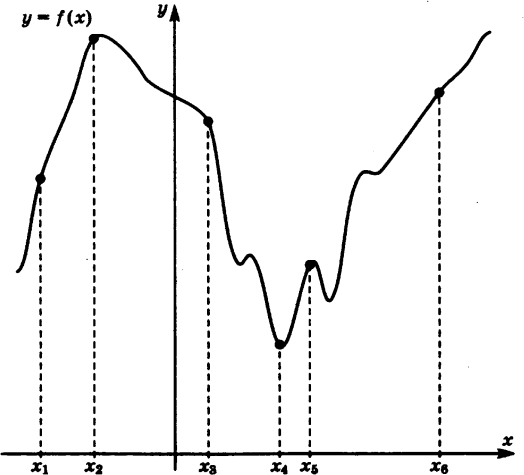 y = f(x)
y
x
x₁ x₂ x₃ x₄ x₅ x₆